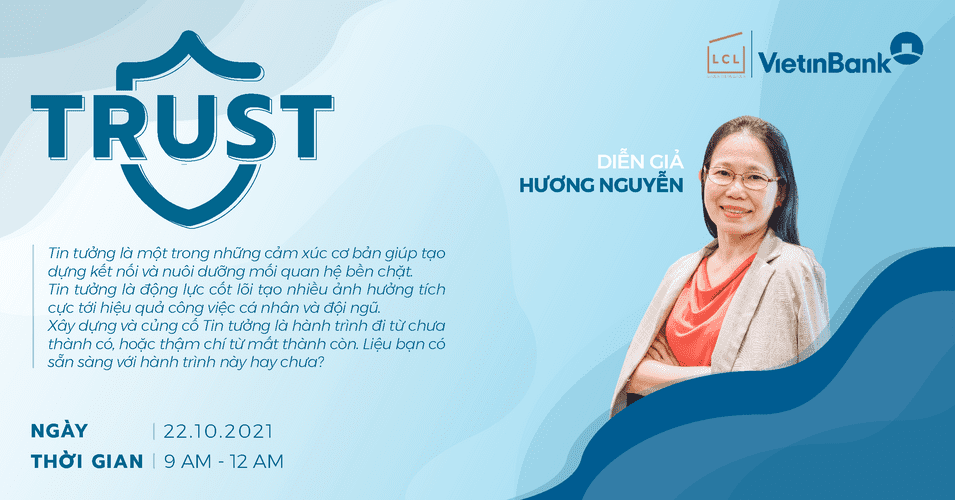 LCL
VietinBank
TRUST
DIỄN GIẢ
HƯƠNG NGUYỄN
Tin tưởng là một trong những cảm xúc cơ bản giúp tạo
dựng kết nối và nuôi dưỡng mối quan hệ bền chặt.
Tin tưởng là động lực cốt lõi tạo nhiều ảnh hưởng tích
cực tới hiệu quả công việc cá nhân và đội ngũ.
Xây dựng và củng cố Tin tưởng là hành trình đi từ chưa
thành có, hoặc thậm chí từ mất thành còn. Liệu bạn có
sẵn sàng với hành trình này hay chưa?
NGÀY | 22.10.2021
THỜI GIAN | 9 AM - 12 AM